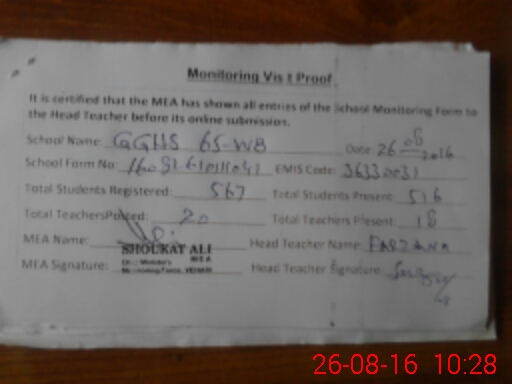 Monitoring Visit Proof
It is certified that the MEA has shown all entries of the School Monitoring Form to
the Head Teacher before its online submission.
School Name: GGHS 65-WB Date: 26-08-2016
School Form No: EMIS Code: 36330031
Total Students Registered: 567 Total Students Present: 516
Total Teachers Posted: 20 Total Teachers Present: 18
MEA Name: SHOUKAT ALI Head Teacher Name: FARZANA
MEA
MEA Signature: Head Teacher Signature:
26-08-16 10:28